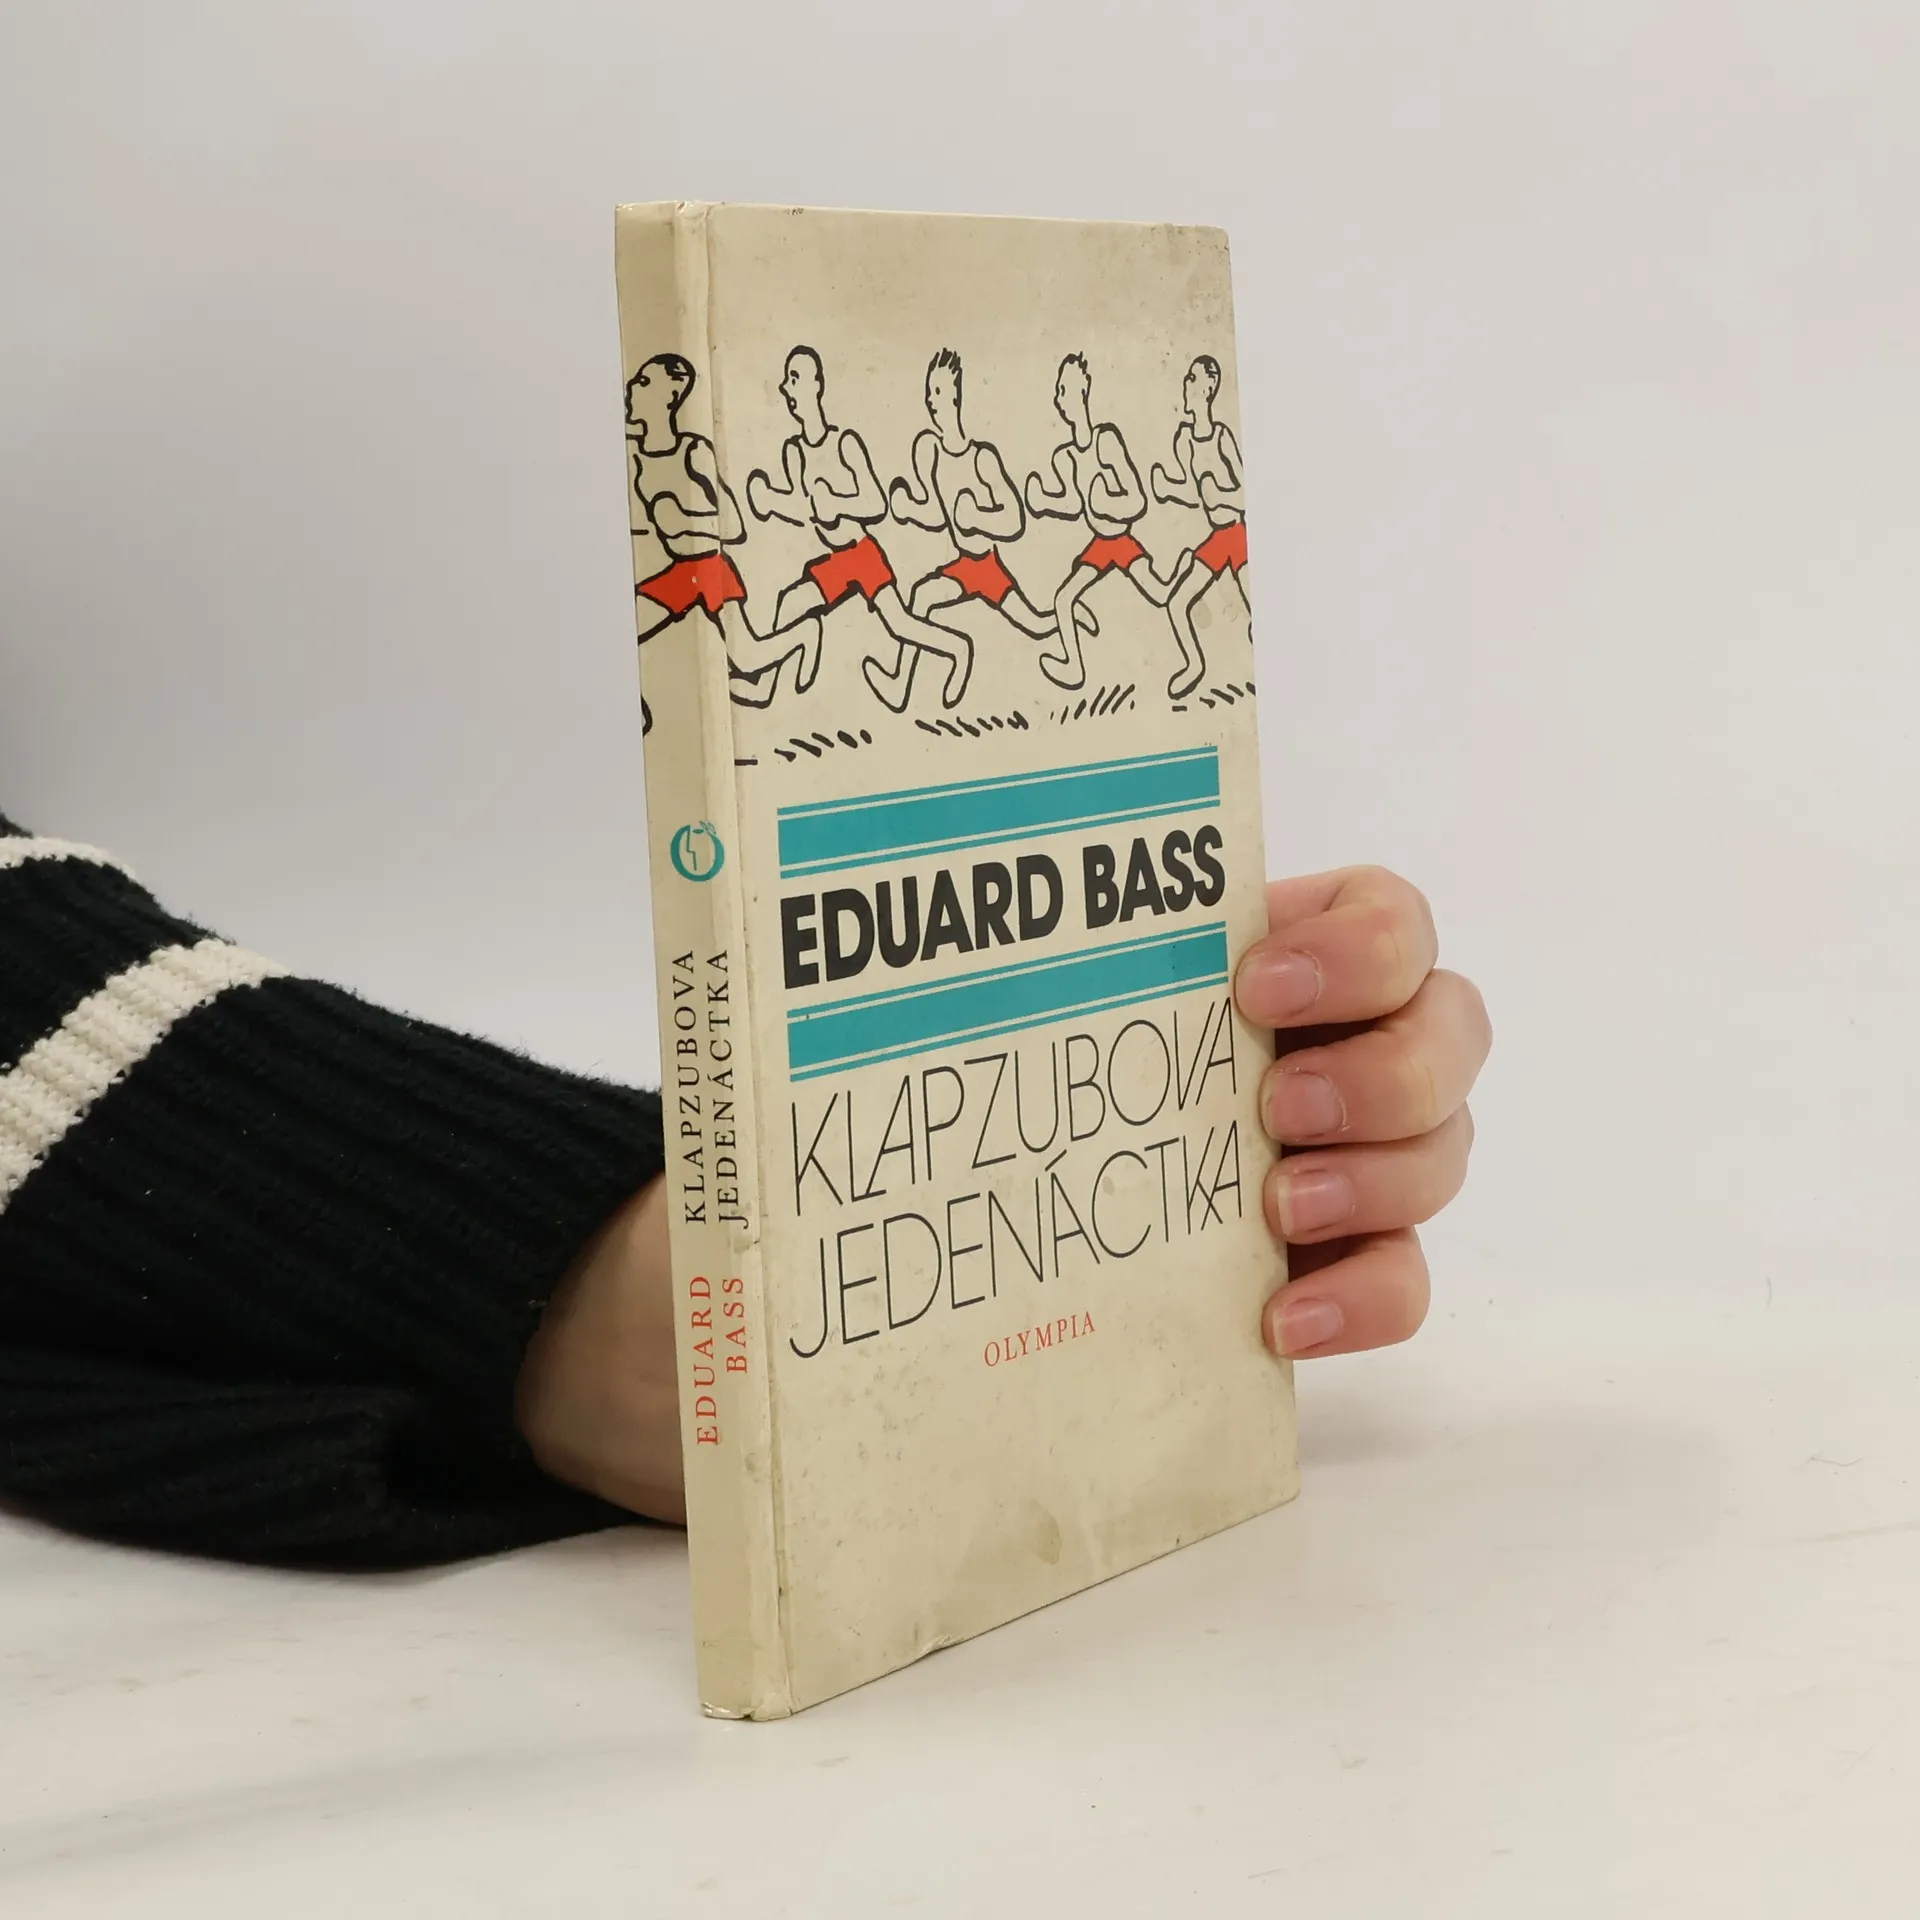 EDUARD BASS
KLAPZUBOVA
JEDENÁCTKA
OLYMPIA
EDUARD
BASS
KLAPZUBOVA
JEDENÁCTKA